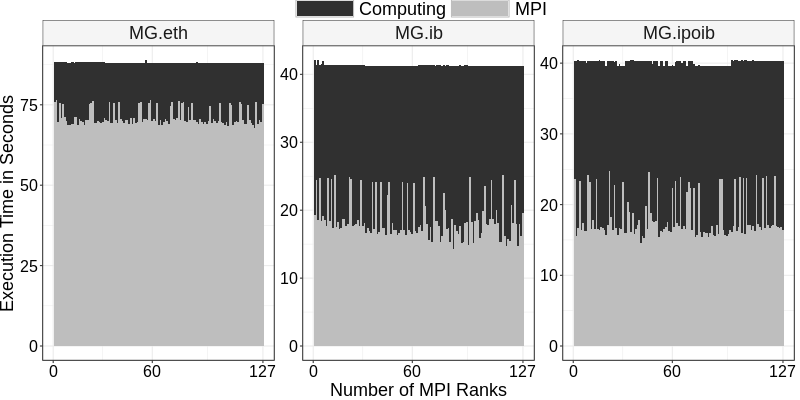 Computing MPI
MG.eth MG.ib MG.ipoib
Execution Time in Seconds
75
50
25
0
40
30
20
10
0
40
30
20
10
0
0 60 127 0 60 127 0 60 127
Number of MPI Ranks